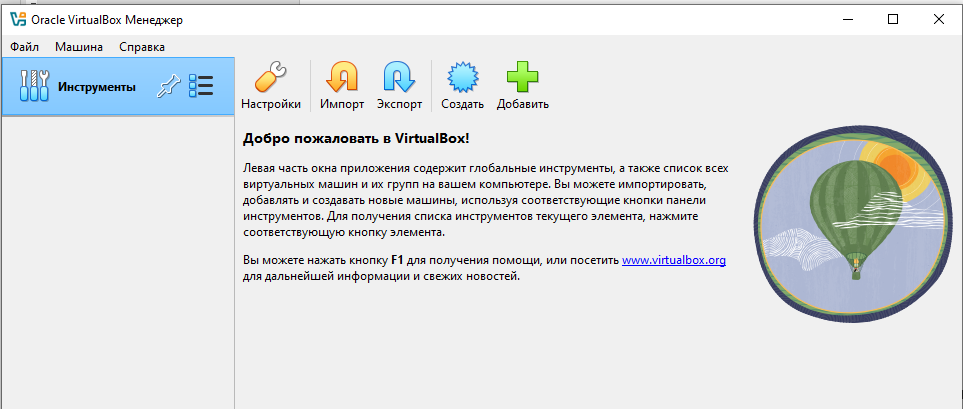 Oracle VirtualBox Менеджер
Файл Машина Справка
Инструменты
Настройки Импорт Экспорт Создать Добавить
Добро пожаловать в VirtualBox!
Левая часть окна приложения содержит глобальные инструменты, а также список всех
виртуальных машин и их групп на вашем компьютере. Вы можете импортировать,
добавлять и создавать новые машины, используя соответствующие кнопки панели
инструментов. Для получения списка инструментов текущего элемента, нажмите
соответствующую кнопку элемента.
Вы можете нажать кнопку F1 для получения помощи, или посетить www.virtualbox.org
для дальнейшей информации и свежих новостей.